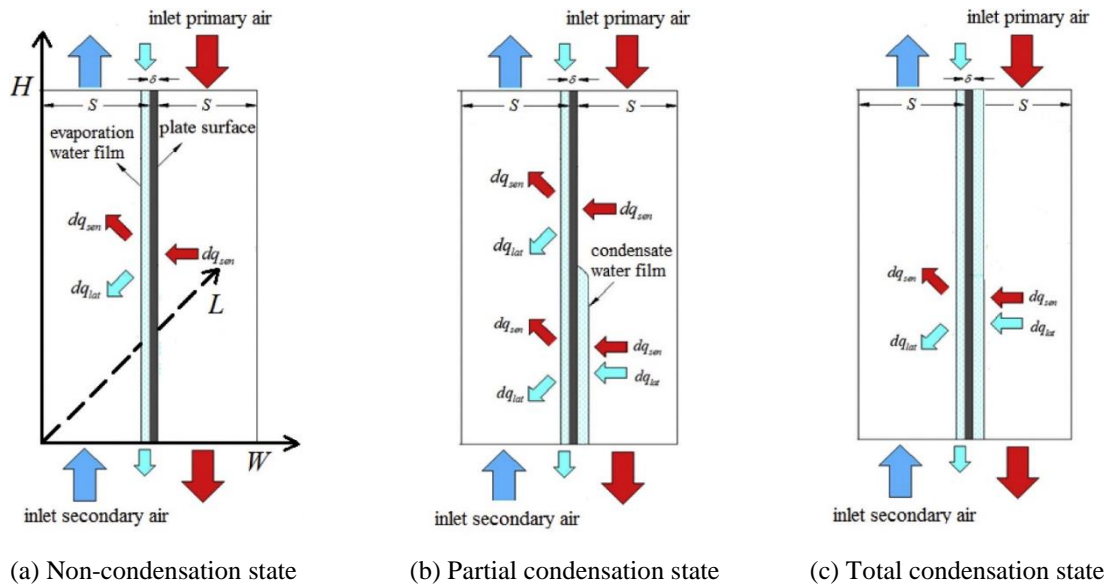 inlet primary air
H
δ
S
S
evaporation
water film
plate surface
dq_sen
dq_sen
dq_lat
L
W
inlet secondary air
(a) Non-condensation state
inlet primary air
δ
S
S
dq_sen
dq_sen
dq_lat
condensate
water film
dq_sen
dq_sen
dq_lat
dq_lat
inlet secondary air
(b) Partial condensation state
inlet primary air
δ
S
S
dq_sen
dq_sen
dq_lat
dq_lat
inlet secondary air
(c) Total condensation state